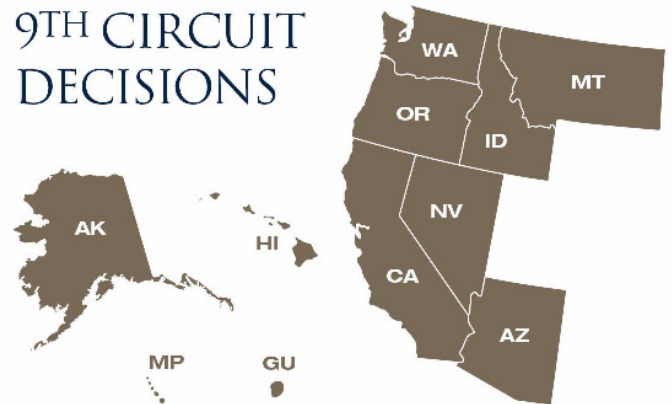 9TH CIRCUIT
DECISIONS
WA
MT
OR
ID
AK
HI
NV
CA
AZ
MP
GU